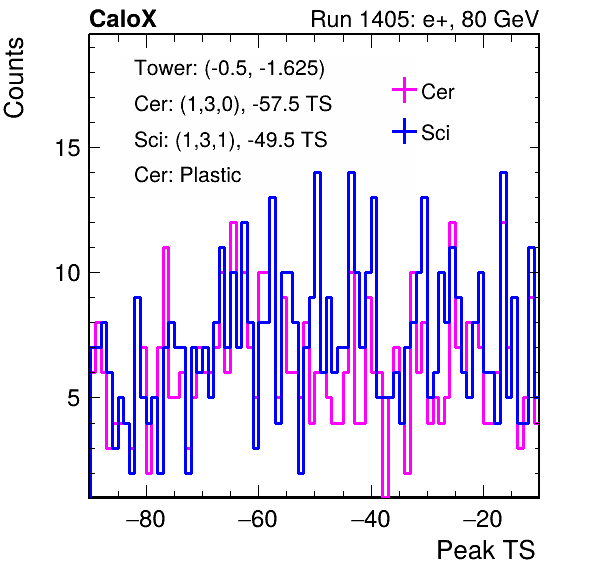 CaloX Run 1405: e+, 80 GeV
Counts
Tower: (-0.5, -1.625)
Cer: (1,3,0), -57.5 TS
Sci: (1,3,1), -49.5 TS
Cer: Plastic
Cer
Sci
15
10
5
−80 −60 −40 −20
Peak TS